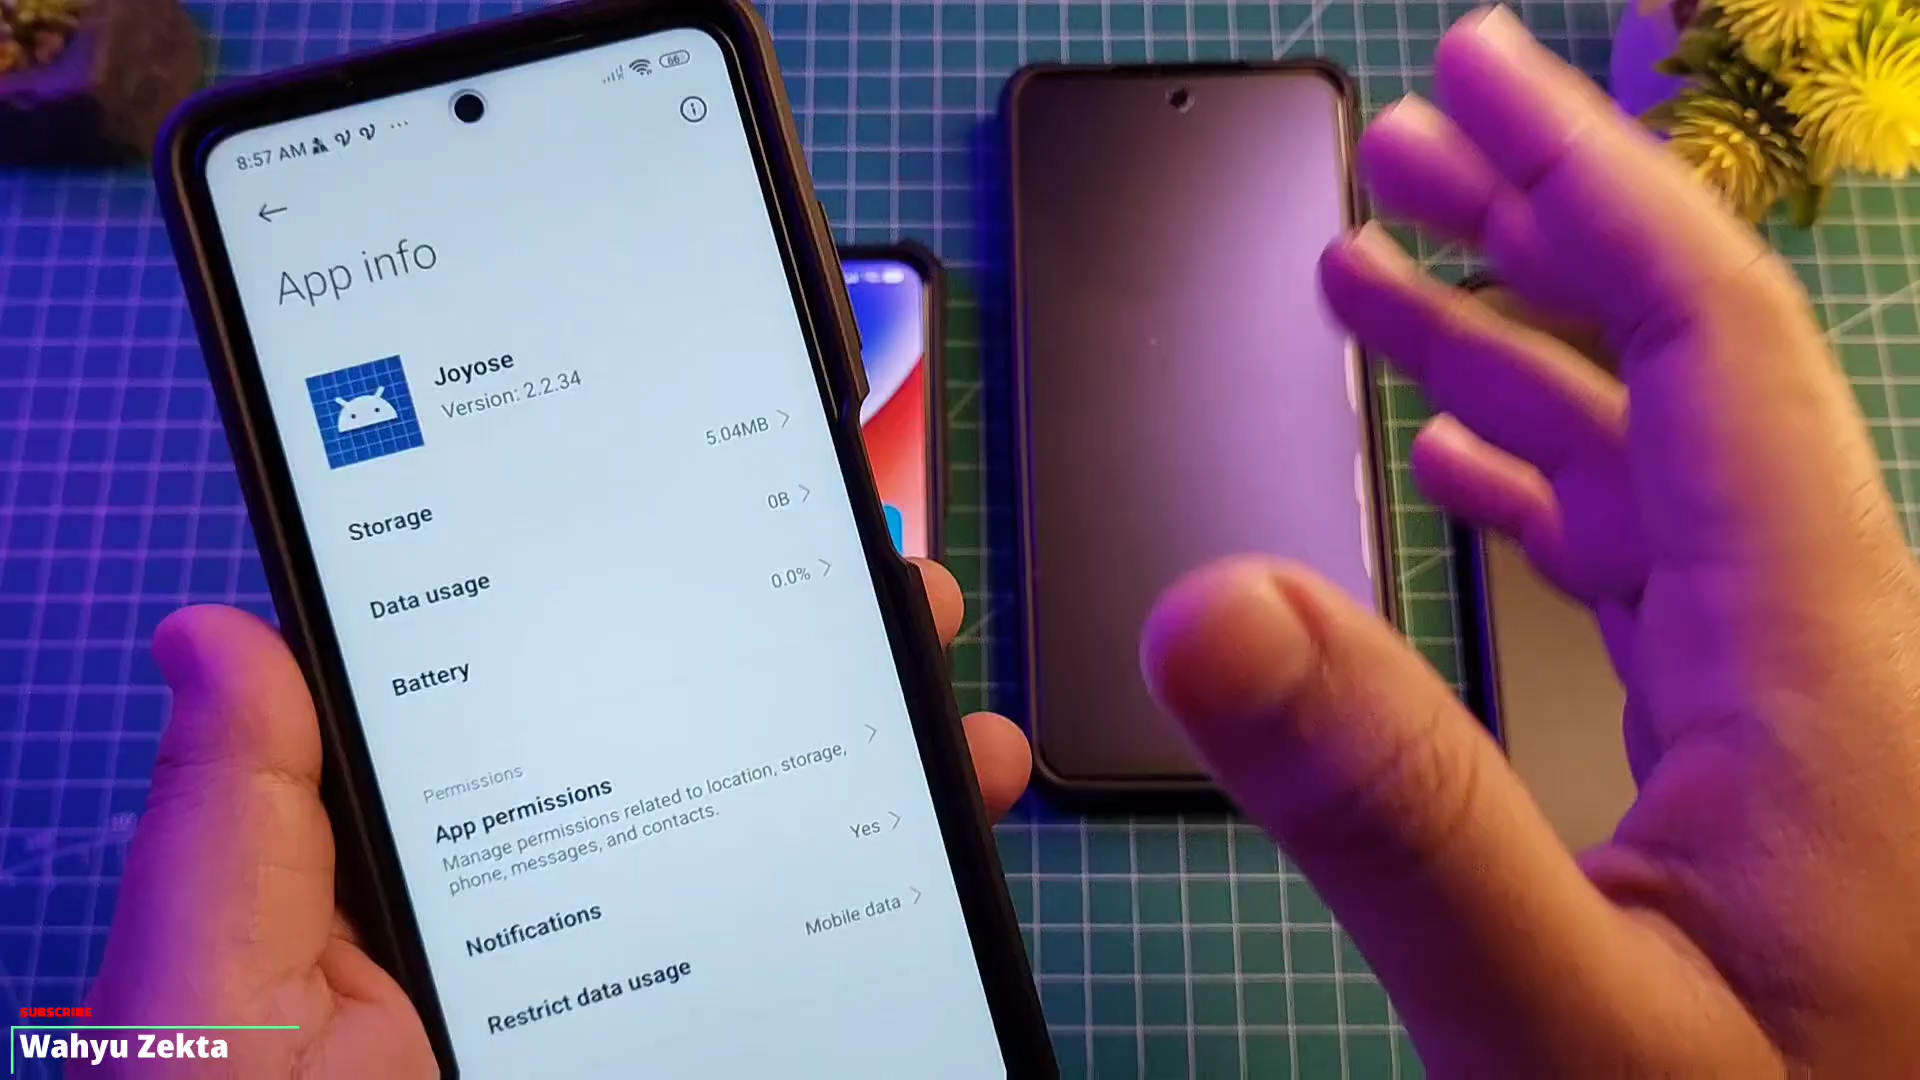 8:57 AM ...
66
App info
Joyose
Version: 2.2.34
Storage
5.04MB
Data usage
0B
Battery
0.0%
Permissions
App permissions
Manage permissions related to location, storage,
phone, messages, and contacts.
Notifications
Yes
Restrict data usage
Mobile data
SUBSCRIBE
Wahyu Zekta